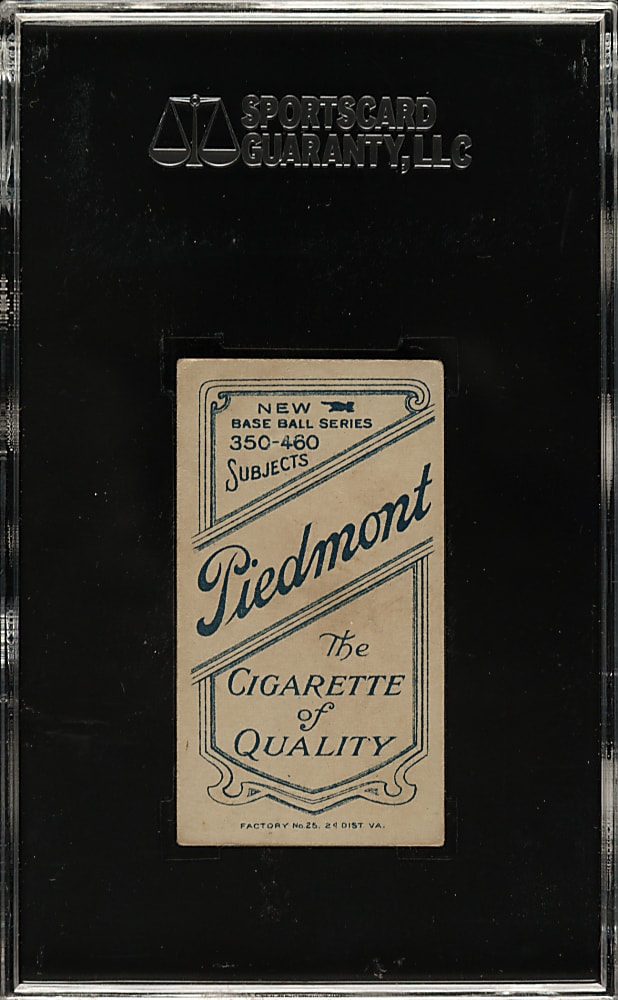 SPORTSCARD
GUARANTY, LLC
NEW
BASE BALL SERIES
350-460
SUBJECTS
Piedmont
The
CIGARETTE
of
QUALITY
FACTORY No. 25. 2d DIST. VA.